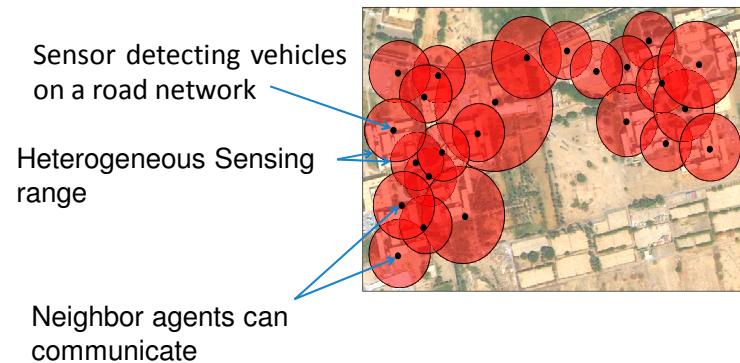 Sensor detecting vehicles
on a road network
Heterogeneous Sensing
range
Neighbor agents can
communicate